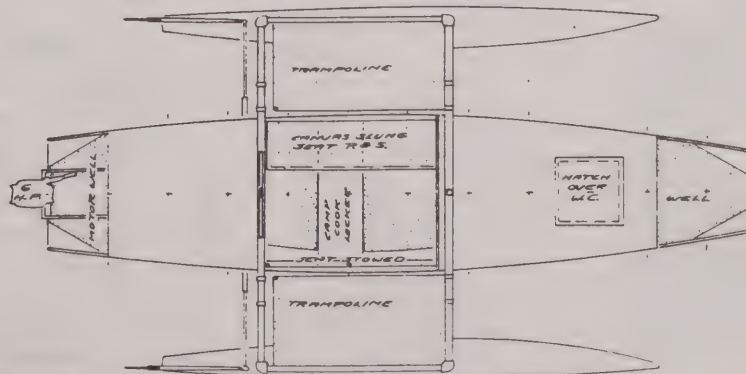 TRAMPOLINE
CANVAS SLUNG
SEAT P & S.
6
H.P.
MOTOR WELL
CAMP
COOK
LOCKER
HATCH
OVER
W.C.
WELL
SEAT STOWED
TRAMPOLINE